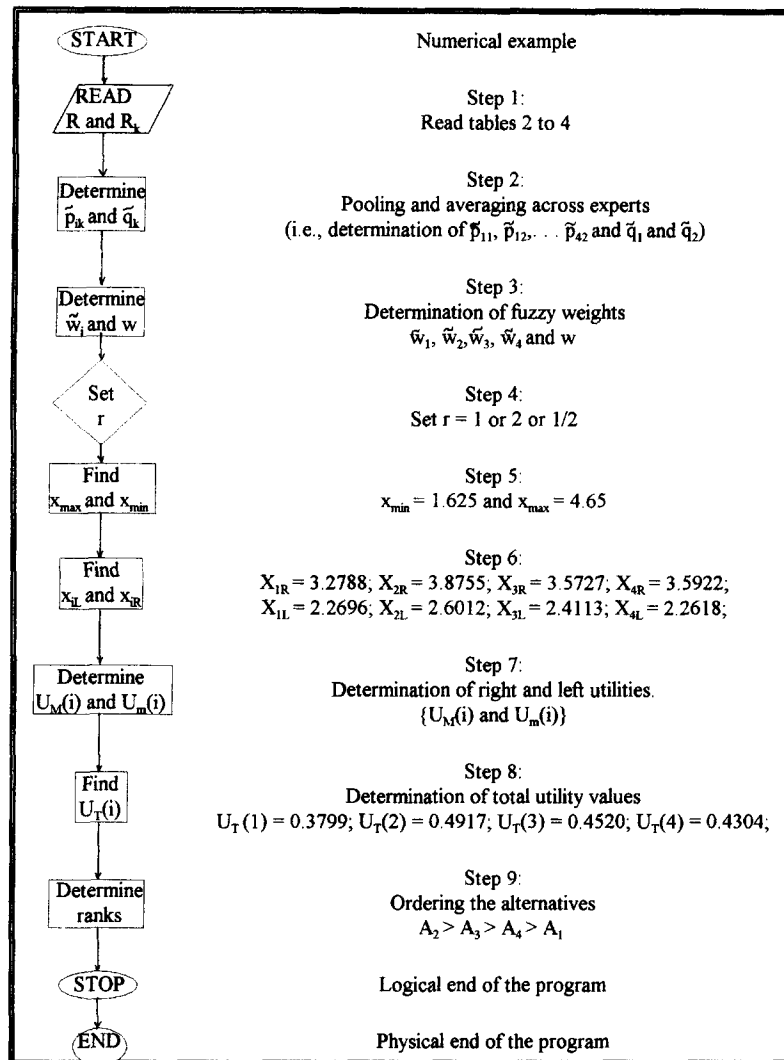 START
Numerical example
READ
R and R_k
Step 1:
Read tables 2 to 4
Determine
p̃_ik and q̃_k
Step 2:
Pooling and averaging across experts
(i.e., determination of p̃_11, p̃_12, . . . p̃_42 and q̃_1 and q̃_2)
Determine
w̃_i and w
Step 3:
Determination of fuzzy weights
w̃_1, w̃_2, w̃_3, w̃_4 and w
Set
r
Step 4:
Set r = 1 or 2 or 1/2
Find
x_max and x_min
Step 5:
x_min = 1.625 and x_max = 4.65
Find
x_iL and x_iR
Step 6:
X_1R = 3.2788; X_2R = 3.8755; X_3R = 3.5727; X_4R = 3.5922;
X_1L = 2.2696; X_2L = 2.6012; X_3L = 2.4113; X_4L = 2.2618;
Determine
U_M(i) and U_m(i)
Step 7:
Determination of right and left utilities.
{U_M(i) and U_m(i)}
Find
U_T(i)
Step 8:
Determination of total utility values
U_T(1) = 0.3799; U_T(2) = 0.4917; U_T(3) = 0.4520; U_T(4) = 0.4304;
Determine
ranks
Step 9:
Ordering the alternatives
A_2 > A_3 > A_4 > A_1
STOP
Logical end of the program
END
Physical end of the program